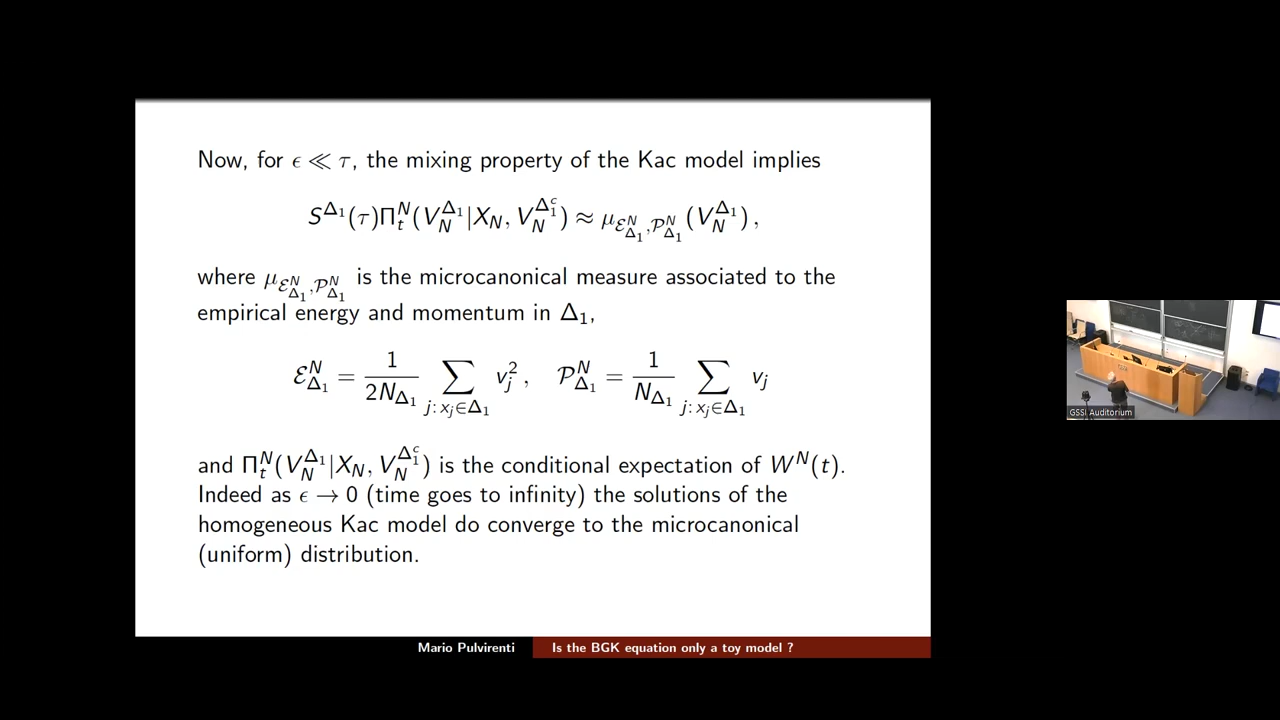 Now, for ϵ ≪ τ, the mixing property of the Kac model implies
S^{Δ_1}(τ)Π_t^N(V_N^{Δ_1}|X_N, V_N^{Δ_1^c}) ≈ μ_{ℰ_{Δ_1}^N, 𝒫_{Δ_1}^N}(V_N^{Δ_1}),
where μ_{ℰ_{Δ_1}^N, 𝒫_{Δ_1}^N} is the microcanonical measure associated to the
empirical energy and momentum in Δ_1,
ℰ_{Δ_1}^N = \frac{1}{2N_{Δ_1}} \sum_{j: x_j∈Δ_1} v_j^2, 𝒫_{Δ_1}^N = \frac{1}{N_{Δ_1}} \sum_{j: x_j∈Δ_1} v_j
and Π_t^N(V_N^{Δ_1}|X_N, V_N^{Δ_1^c}) is the conditional expectation of W^N(t).
Indeed as ϵ → 0 (time goes to infinity) the solutions of the
homogeneous Kac model do converge to the microcanonical
(uniform) distribution.
Mario Pulvirenti Is the BGK equation only a toy model ?
GSSI Auditorium